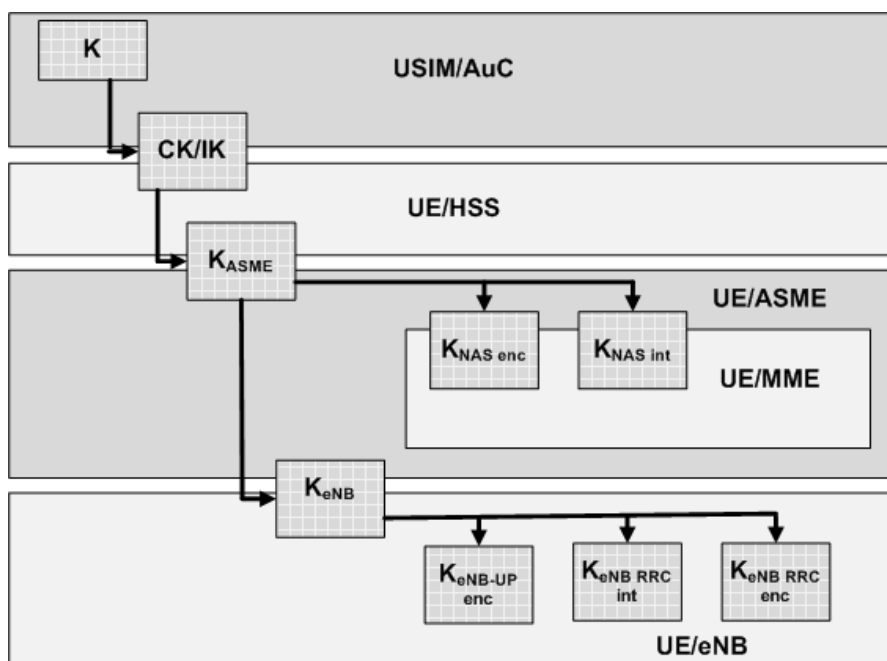 K
USIM/AuC
CK/IK
UE/HSS
KASME
UE/ASME
KNAS enc
KNAS int
UE/MME
KeNB
KeNB-UP
enc
KeNB RRC
int
KeNB RRC
enc
UE/eNB